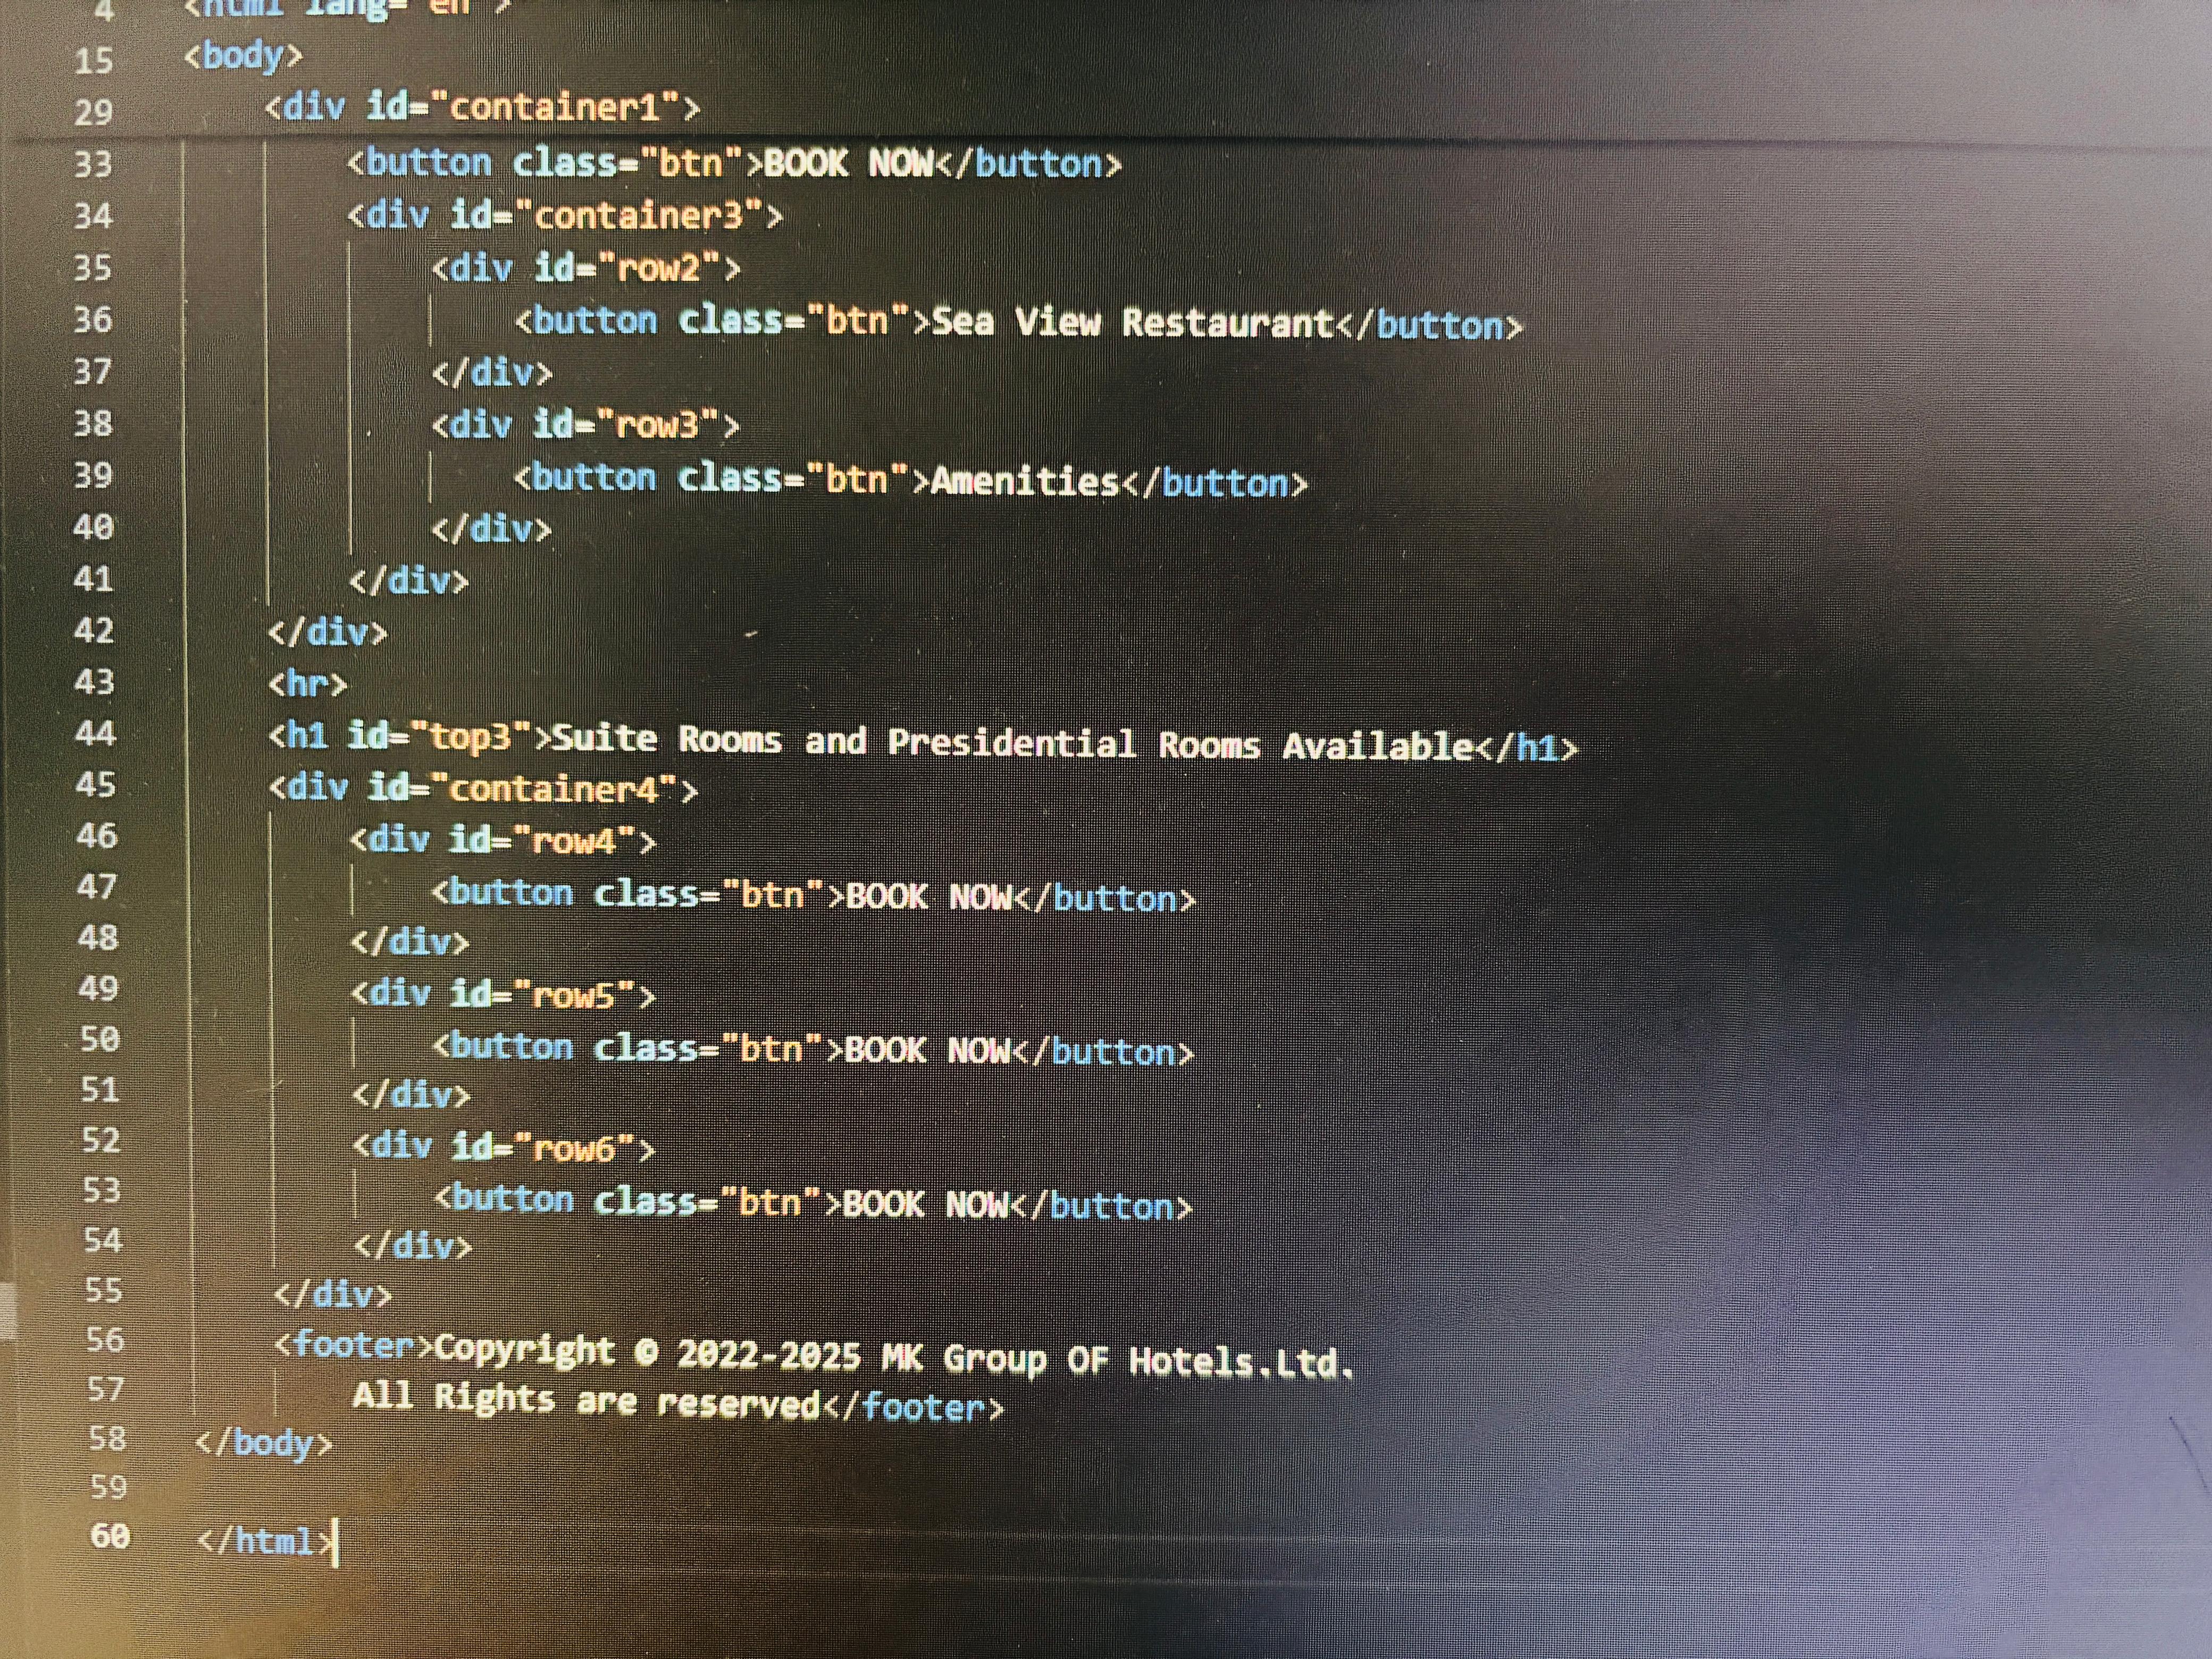 4 <html lang="en">
15 <body>
29 <div id="container1">
33 <button class="btn">BOOK NOW</button>
34 <div id="container3">
35 <div id="row2">
36 <button class="btn">Sea View Restaurant</button>
37 </div>
38 <div id="row3">
39 <button class="btn">Amenities</button>
40 </div>
41 </div>
42 </div>
43 <hr>
44 <h1 id="top3">Suite Rooms and Presidential Rooms Available</h1>
45 <div id="container4">
46 <div id="row4">
47 <button class="btn">BOOK NOW</button>
48 </div>
49 <div id="row5">
50 <button class="btn">BOOK NOW</button>
51 </div>
52 <div id="row6">
53 <button class="btn">BOOK NOW</button>
54 </div>
55 </div>
56 <footer>Copyright © 2022-2025 MK Group OF Hotels.Ltd.
57 All Rights are reserved</footer>
58 </body>
59
60 </html>